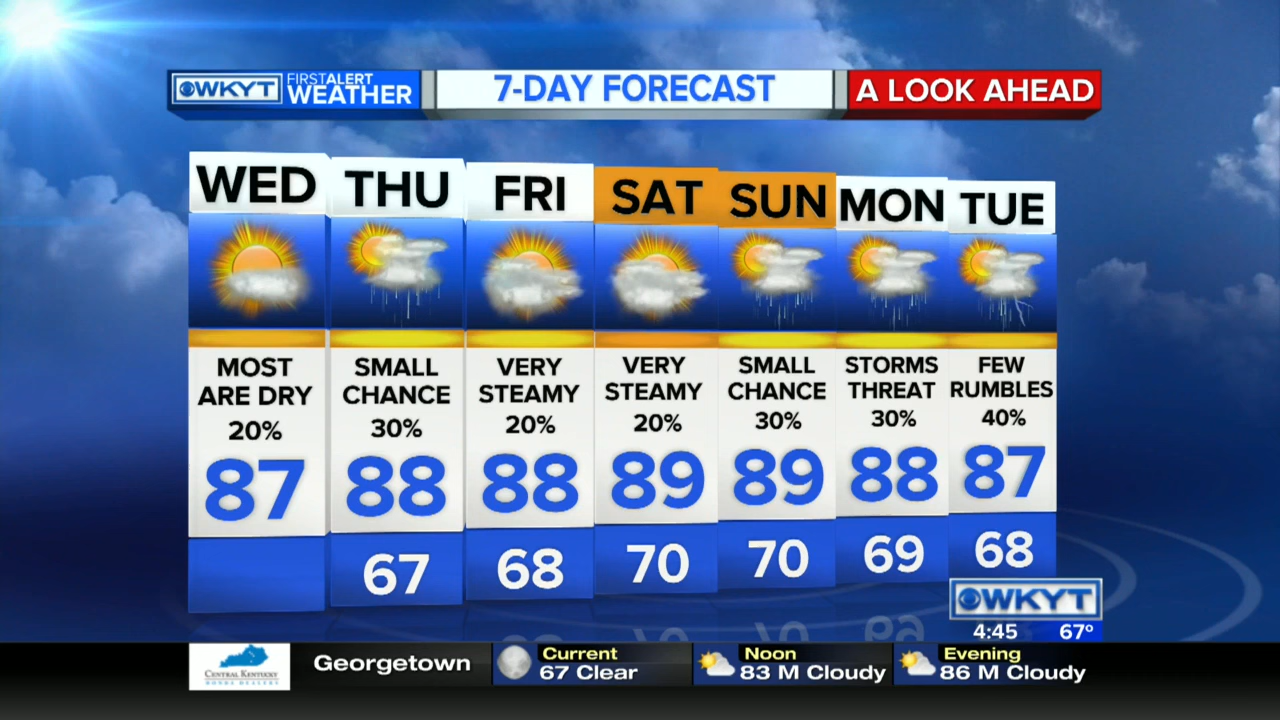 WKYT FIRST ALERT WEATHER
7-DAY FORECAST
A LOOK AHEAD
WED THU FRI SAT SUN MON TUE
MOST ARE DRY
20%
87
SMALL CHANCE
30%
88
67
VERY STEAMY
20%
88
68
VERY STEAMY
20%
89
70
SMALL CHANCE
30%
89
70
STORMS THREAT
30%
88
69
FEW RUMBLES
40%
87
68
WKYT
4:45 67°
CENTRAL KENTUCKY
HONDA DEALERS
Georgetown
Current
67 Clear
Noon
83 M Cloudy
Evening
86 M Cloudy